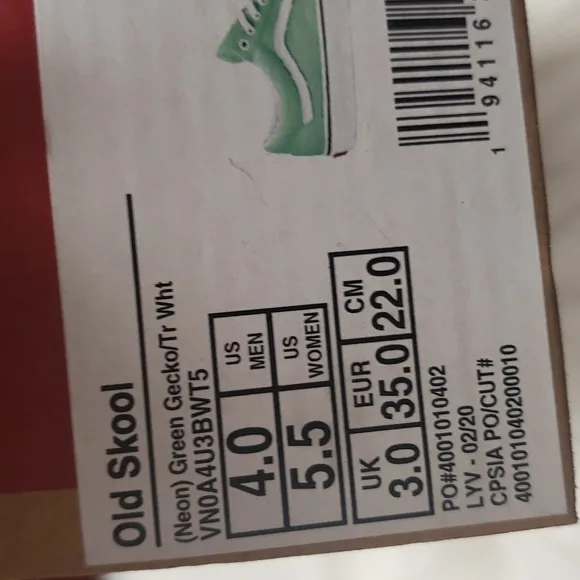 Old Skool
(Neon) Green Gecko/Tr Wht
VN0A4U3BWT5
4.0 US MEN
5.5 US WOMEN
UK EUR CM
3.0 35.0 22.0
PO#4001010402
LYV - 02/20
CPSIA PO/CUT#
400101040200010
1 94116